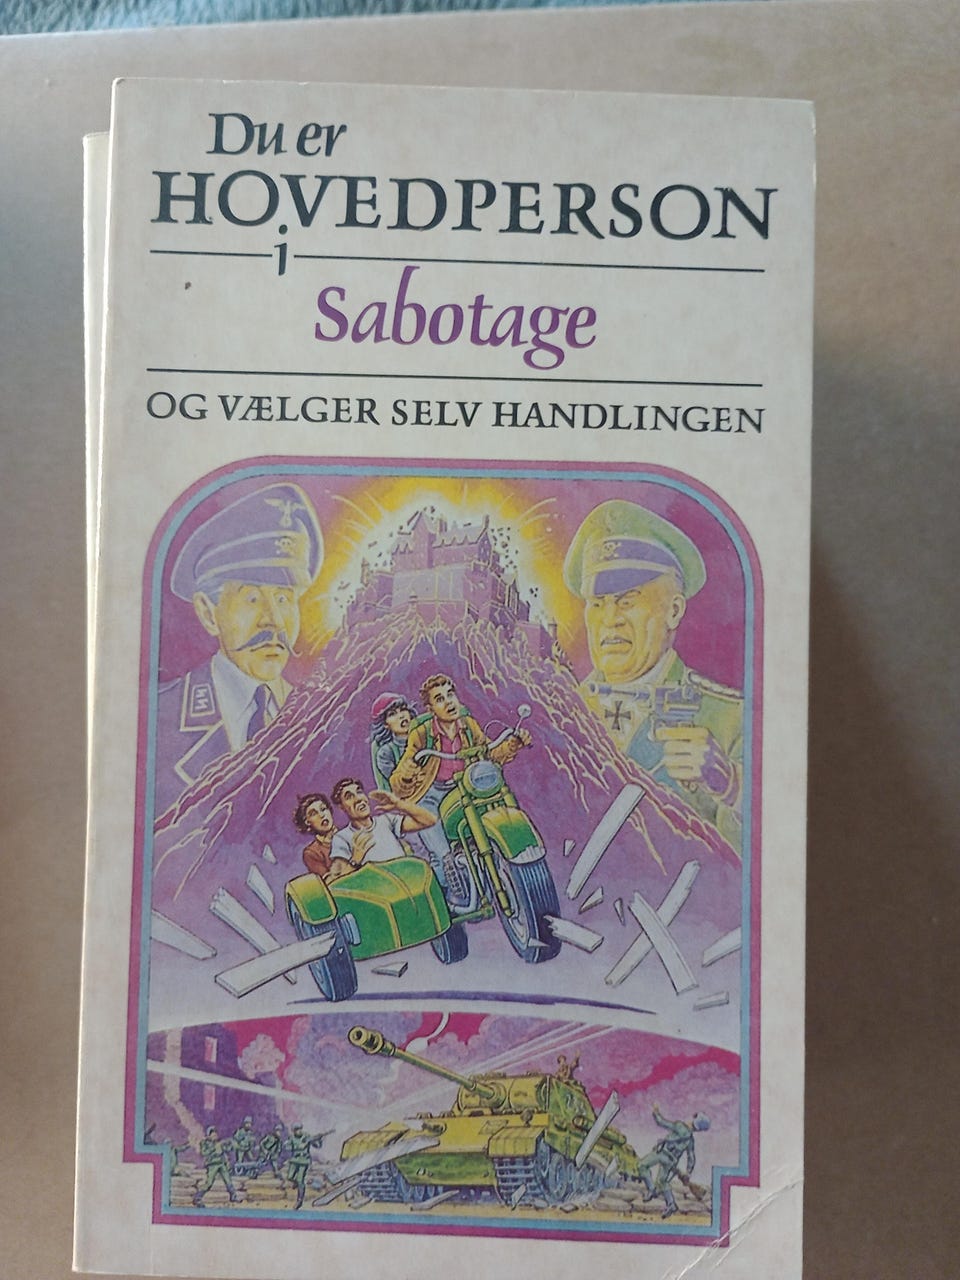 Du er
HOVEDPERSON
i
Sabotage
OG VÆLGER SELV HANDLINGEN